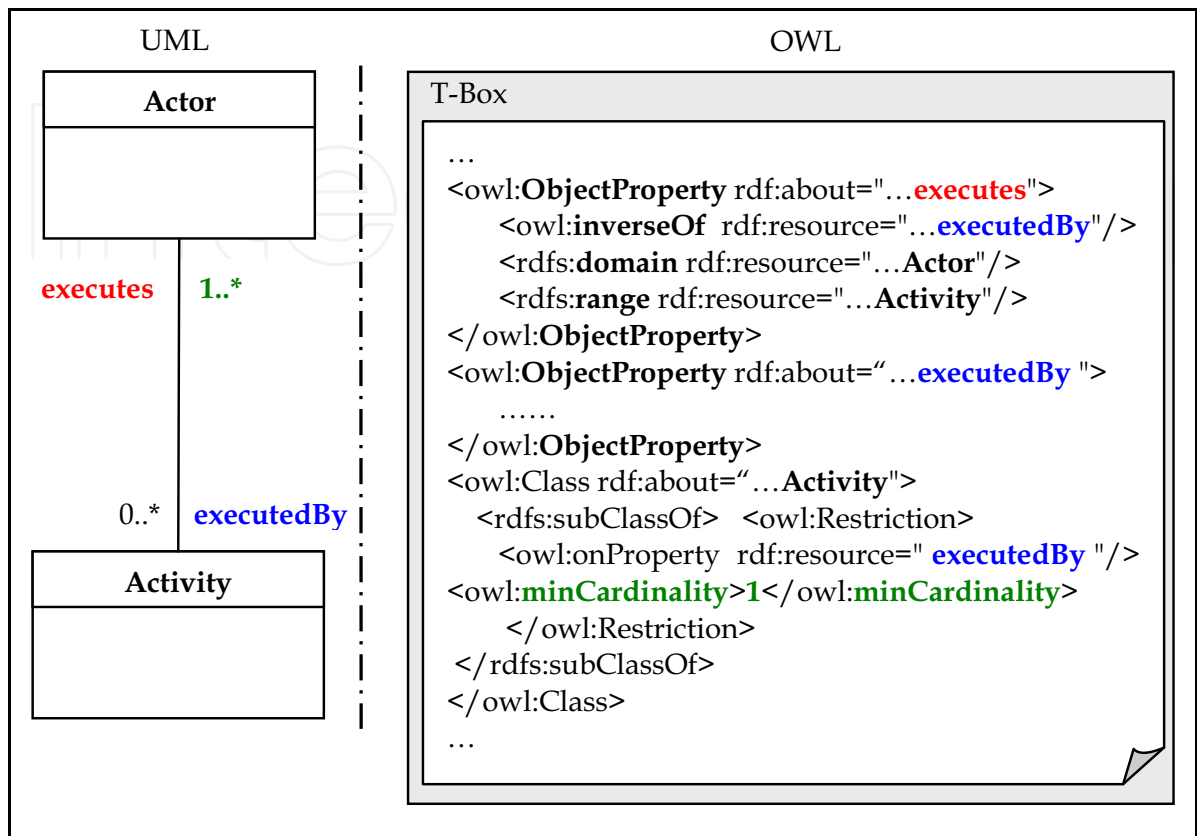 UML
OWL
Actor
executes 1..*
0..* executedBy
Activity
T-Box
…
<owl:ObjectProperty rdf:about="…executes">
<owl:inverseOf rdf:resource="…executedBy"/>
<rdfs:domain rdf:resource="…Actor"/>
<rdfs:range rdf:resource="…Activity"/>
</owl:ObjectProperty>
<owl:ObjectProperty rdf:about=“…executedBy ">
……
</owl:ObjectProperty>
<owl:Class rdf:about=“…Activity">
<rdfs:subClassOf> <owl:Restriction>
<owl:onProperty rdf:resource=" executedBy "/>
<owl:minCardinality>1</owl:minCardinality>
</owl:Restriction>
</rdfs:subClassOf>
</owl:Class>
…